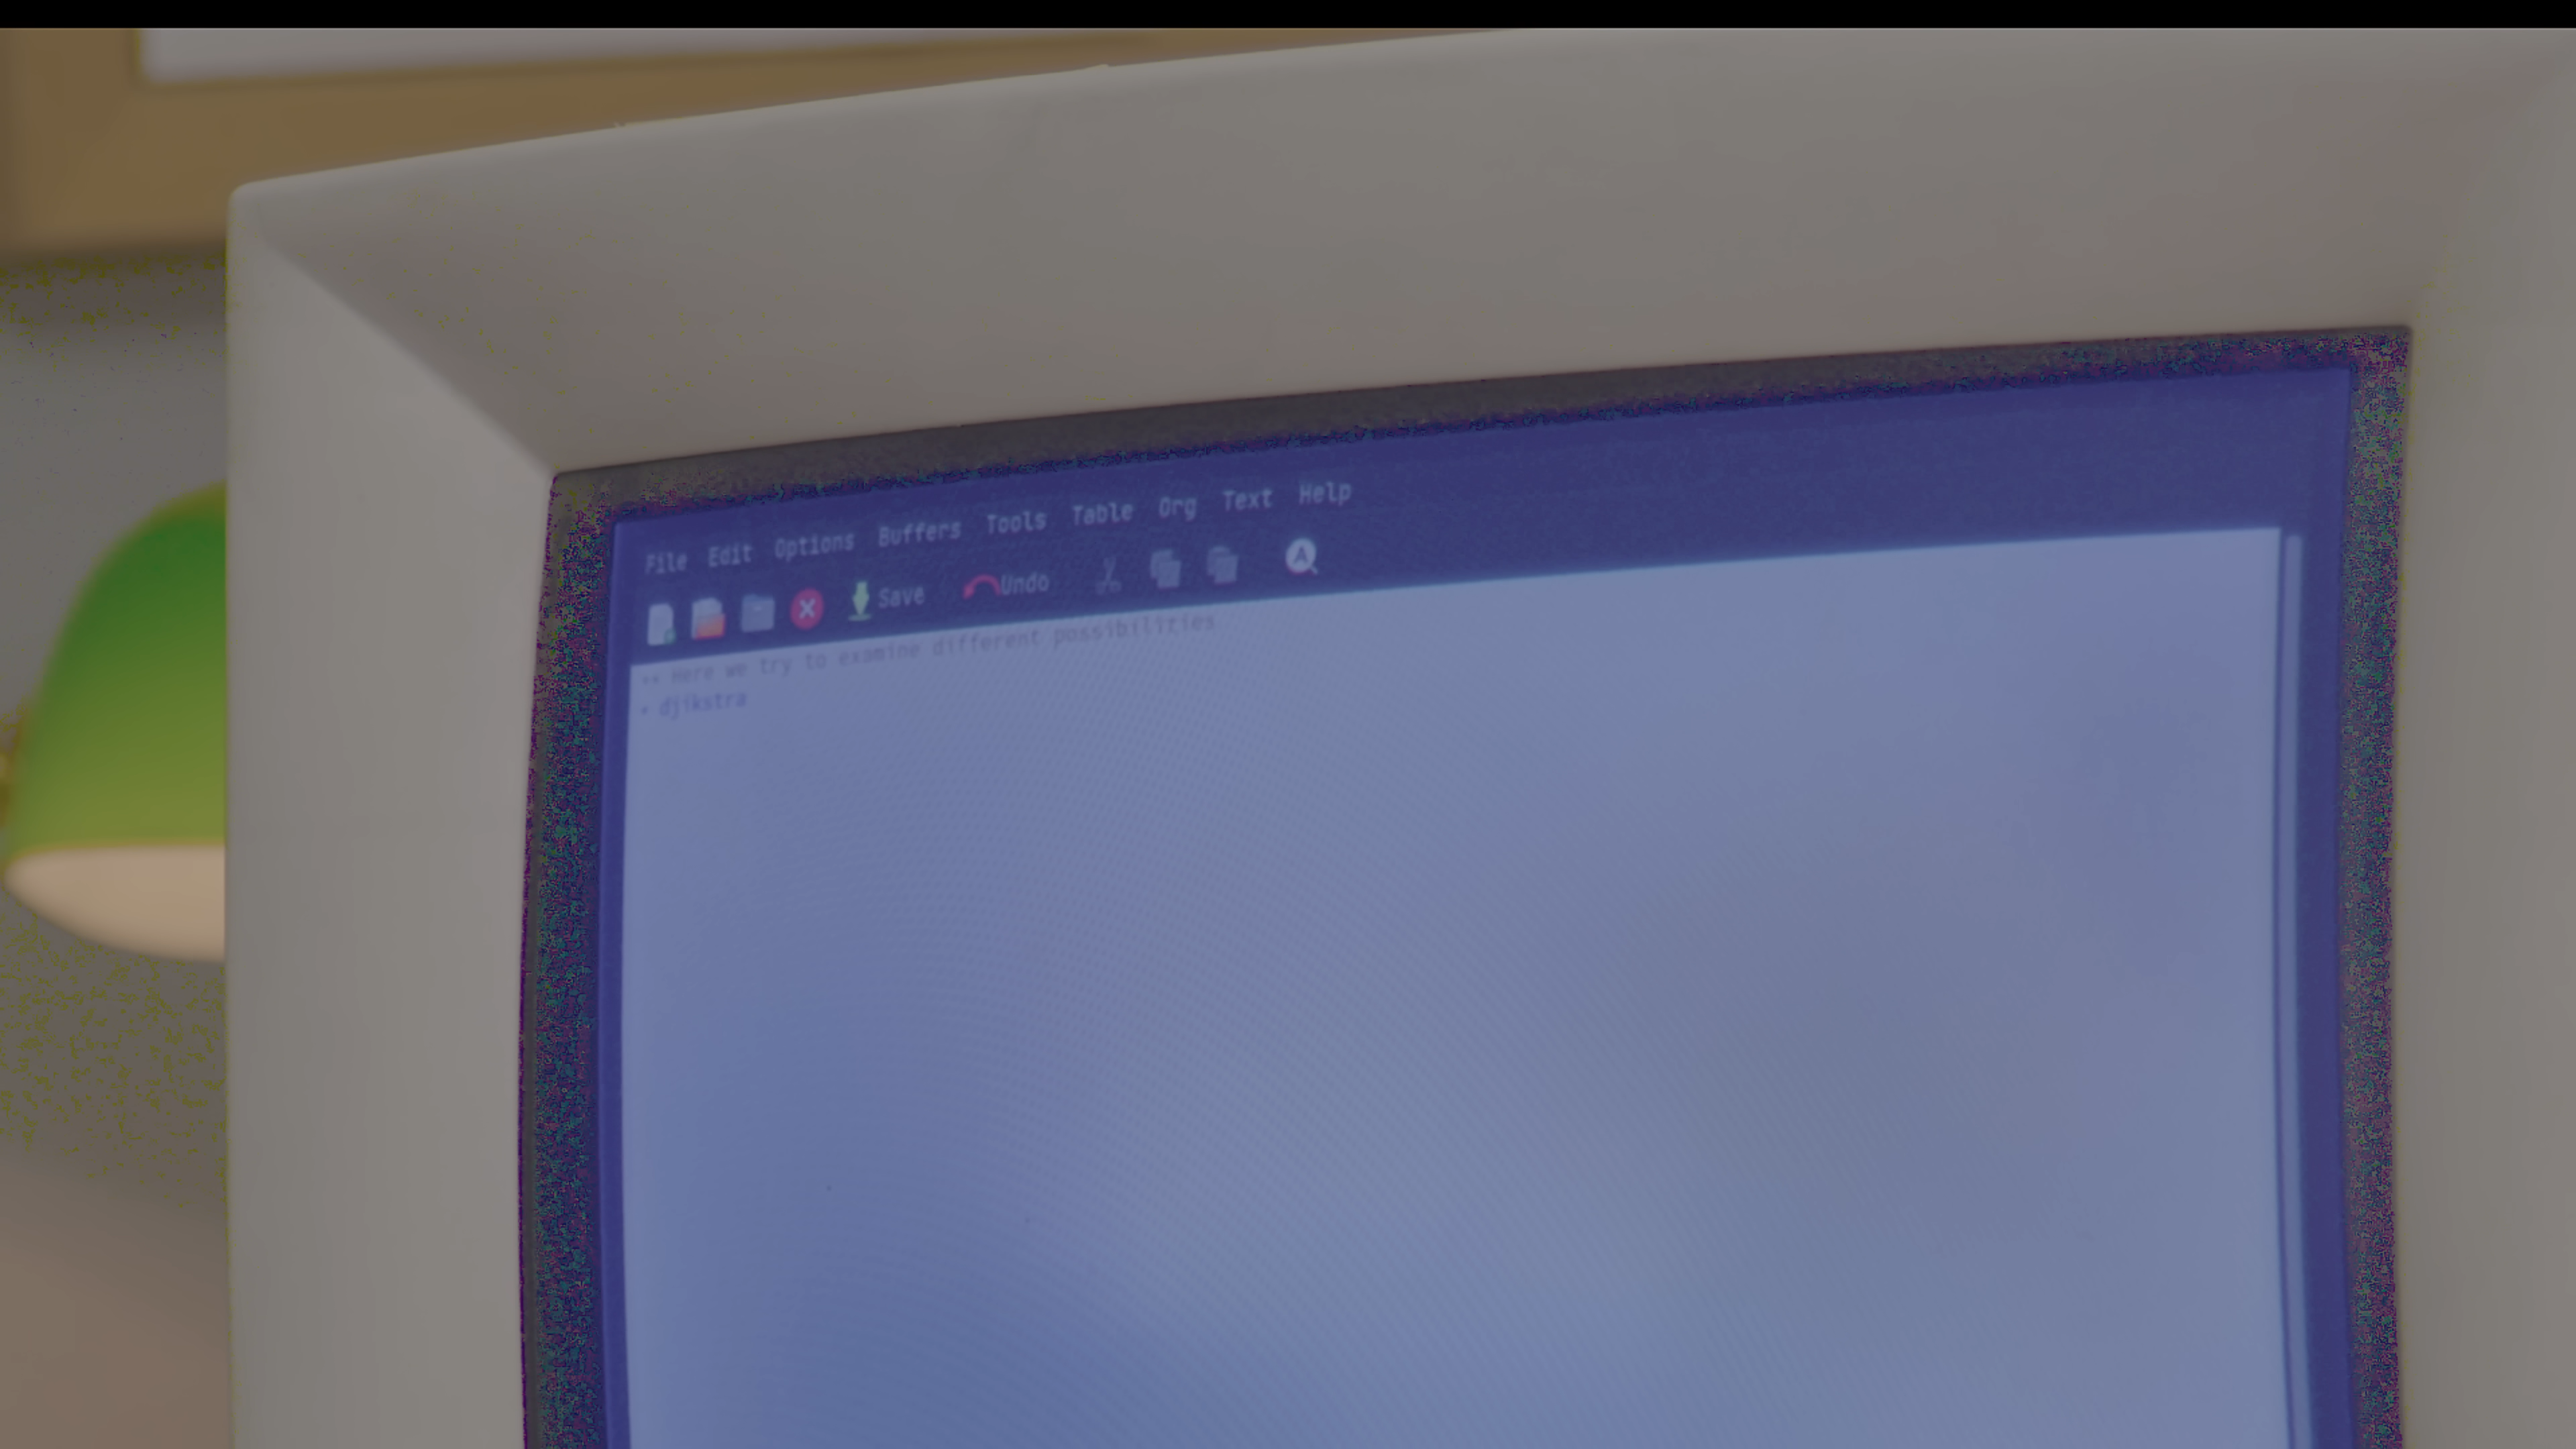 File Edit Options Buffers Tools Table Org Text Help
Save Undo
** Here we try to examine different possibilities
* djikstra